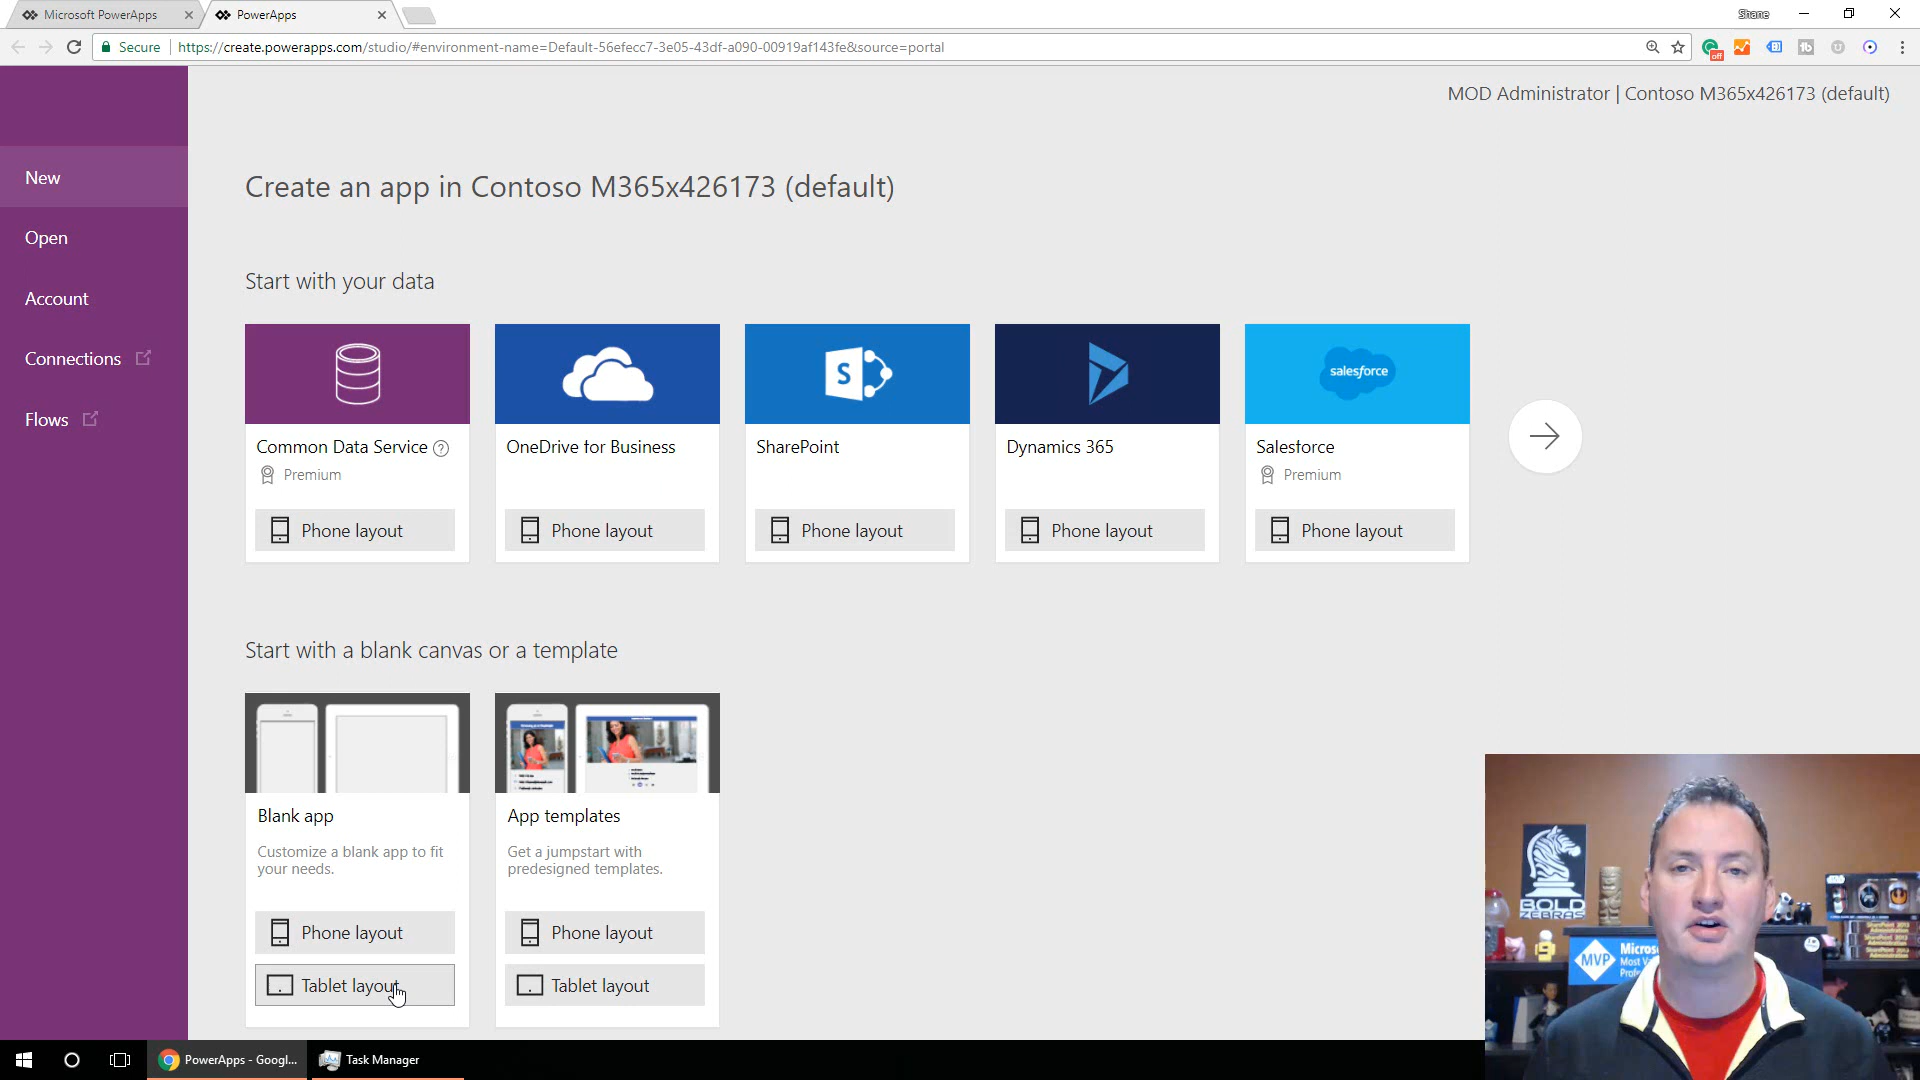 Microsoft PowerApps
PowerApps
Shane
Secure
https://create.powerapps.com/studio/#environment-name=Default-56efecc7-3e05-43df-a090-00919af143fe&source=portal
off
MOD Administrator | Contoso M365x426173 (default)
New
Open
Account
Connections
Flows
Create an app in Contoso M365x426173 (default)
Start with your data
salesforce
Common Data Service
OneDrive for Business
SharePoint
Dynamics 365
Salesforce
Premium
Premium
Phone layout
Phone layout
Phone layout
Phone layout
Phone layout
Start with a blank canvas or a template
Blank app
App templates
Customize a blank app to fit
your needs.
Get a jumpstart with
predesigned templates.
Phone layout
Phone layout
Tablet layout
Tablet layout
BOLD
ZEBRAS
MVP
Micros
Most Va
Profe
PowerApps - Googl...
Task Manager